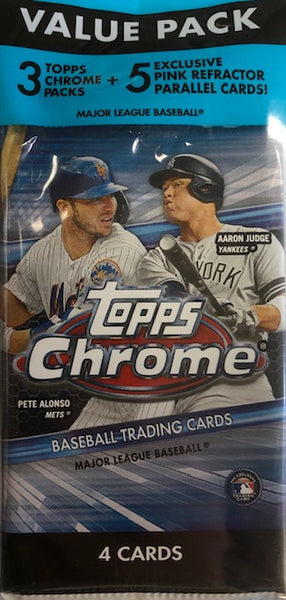 VALUE PACK
3 TOPPS CHROME PACKS + 5 EXCLUSIVE PINK REFRACTOR PARALLEL CARDS!
MAJOR LEAGUE BASEBALL®
AARON JUDGE
YANKEES®
Mets
YORK
topps
Chrome®
PETE ALONSO
METS®
BASEBALL TRADING CARDS
MAJOR LEAGUE BASEBALL®
4 CARDS